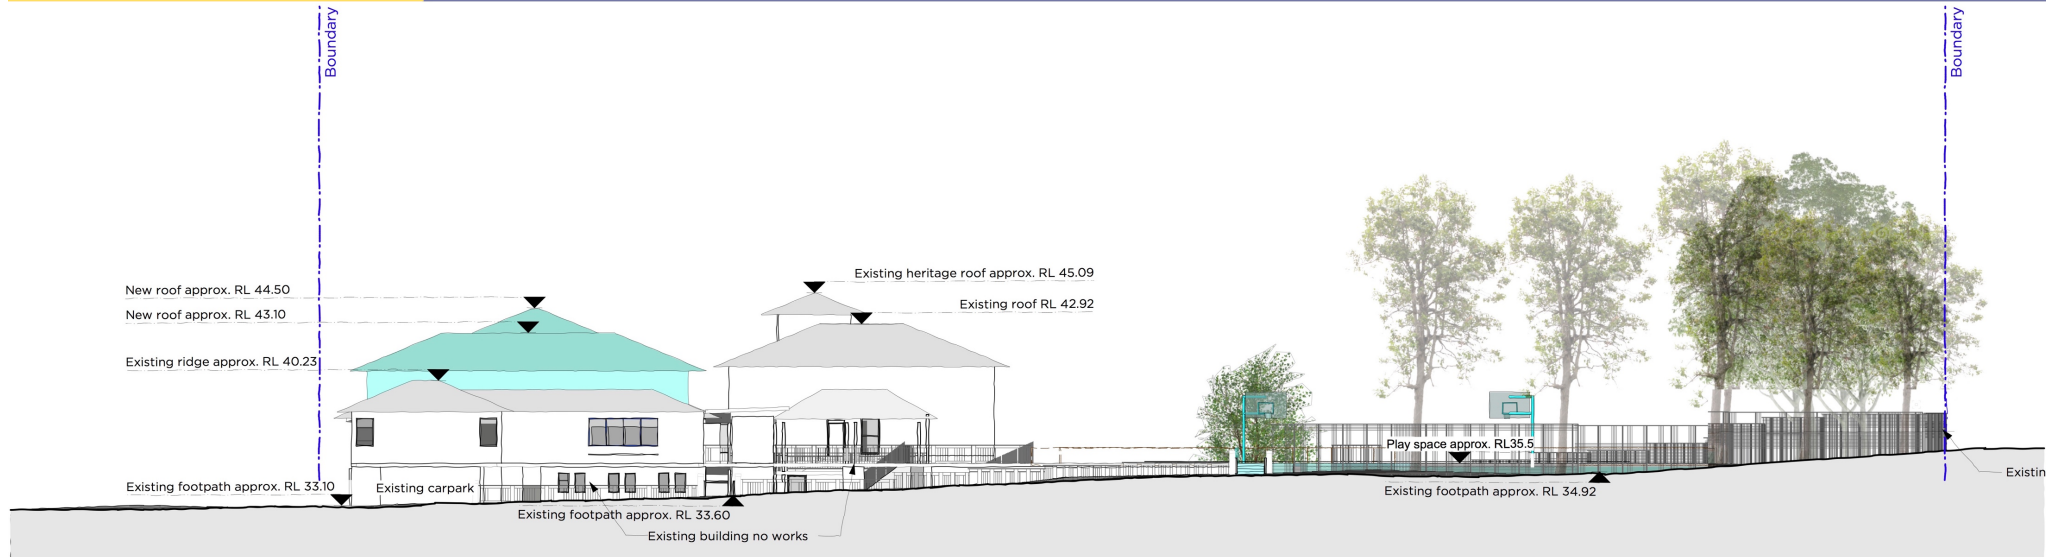 Boundary
Boundary
Existing heritage roof approx. RL 45.09
New roof approx. RL 44.50
Existing roof RL 42.92
New roof approx. RL 43.10
Existing ridge approx. RL 40.23
Play space approx. RL35.5
Existin
Existing footpath approx. RL 33.10
Existing carpark
Existing footpath approx. RL 34.92
Existing footpath approx. RL 33.60
Existing building no works